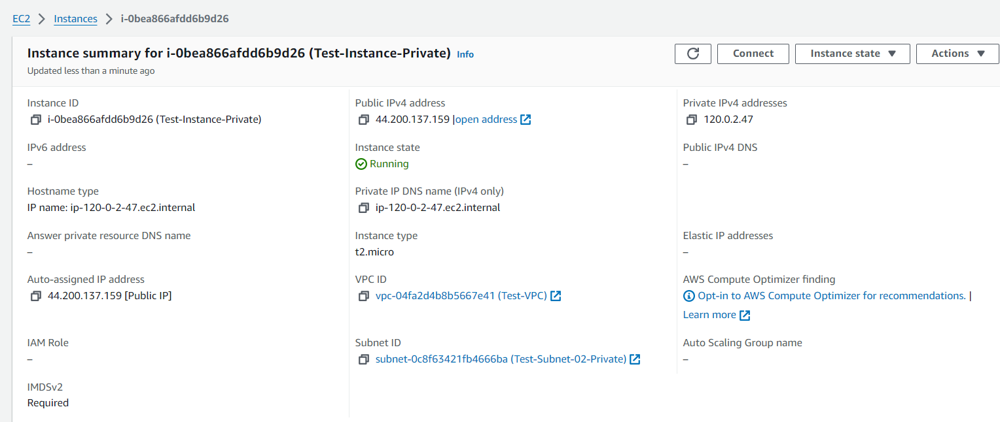 EC2 > Instances > i-0bea866afdd6b9d26
Instance summary for i-0bea866afdd6b9d26 (Test-Instance-Private) Info
Updated less than a minute ago
Connect
Instance state
Actions
Instance ID
i-0bea866afdd6b9d26 (Test-Instance-Private)
Public IPv4 address
44.200.137.159 |open address
Private IPv4 addresses
120.0.2.47
IPv6 address
–
Instance state
Running
Public IPv4 DNS
–
Hostname type
IP name: ip-120-0-2-47.ec2.internal
Private IP DNS name (IPv4 only)
ip-120-0-2-47.ec2.internal
Answer private resource DNS name
–
Instance type
t2.micro
Elastic IP addresses
–
Auto-assigned IP address
44.200.137.159 [Public IP]
VPC ID
vpc-04fa2d4b8b5667e41 (Test-VPC)
AWS Compute Optimizer finding
Opt-in to AWS Compute Optimizer for recommendations. |
Learn more
IAM Role
–
Subnet ID
subnet-0c8f63421fb4666ba (Test-Subnet-02-Private)
Auto Scaling Group name
–
IMDSv2
Required